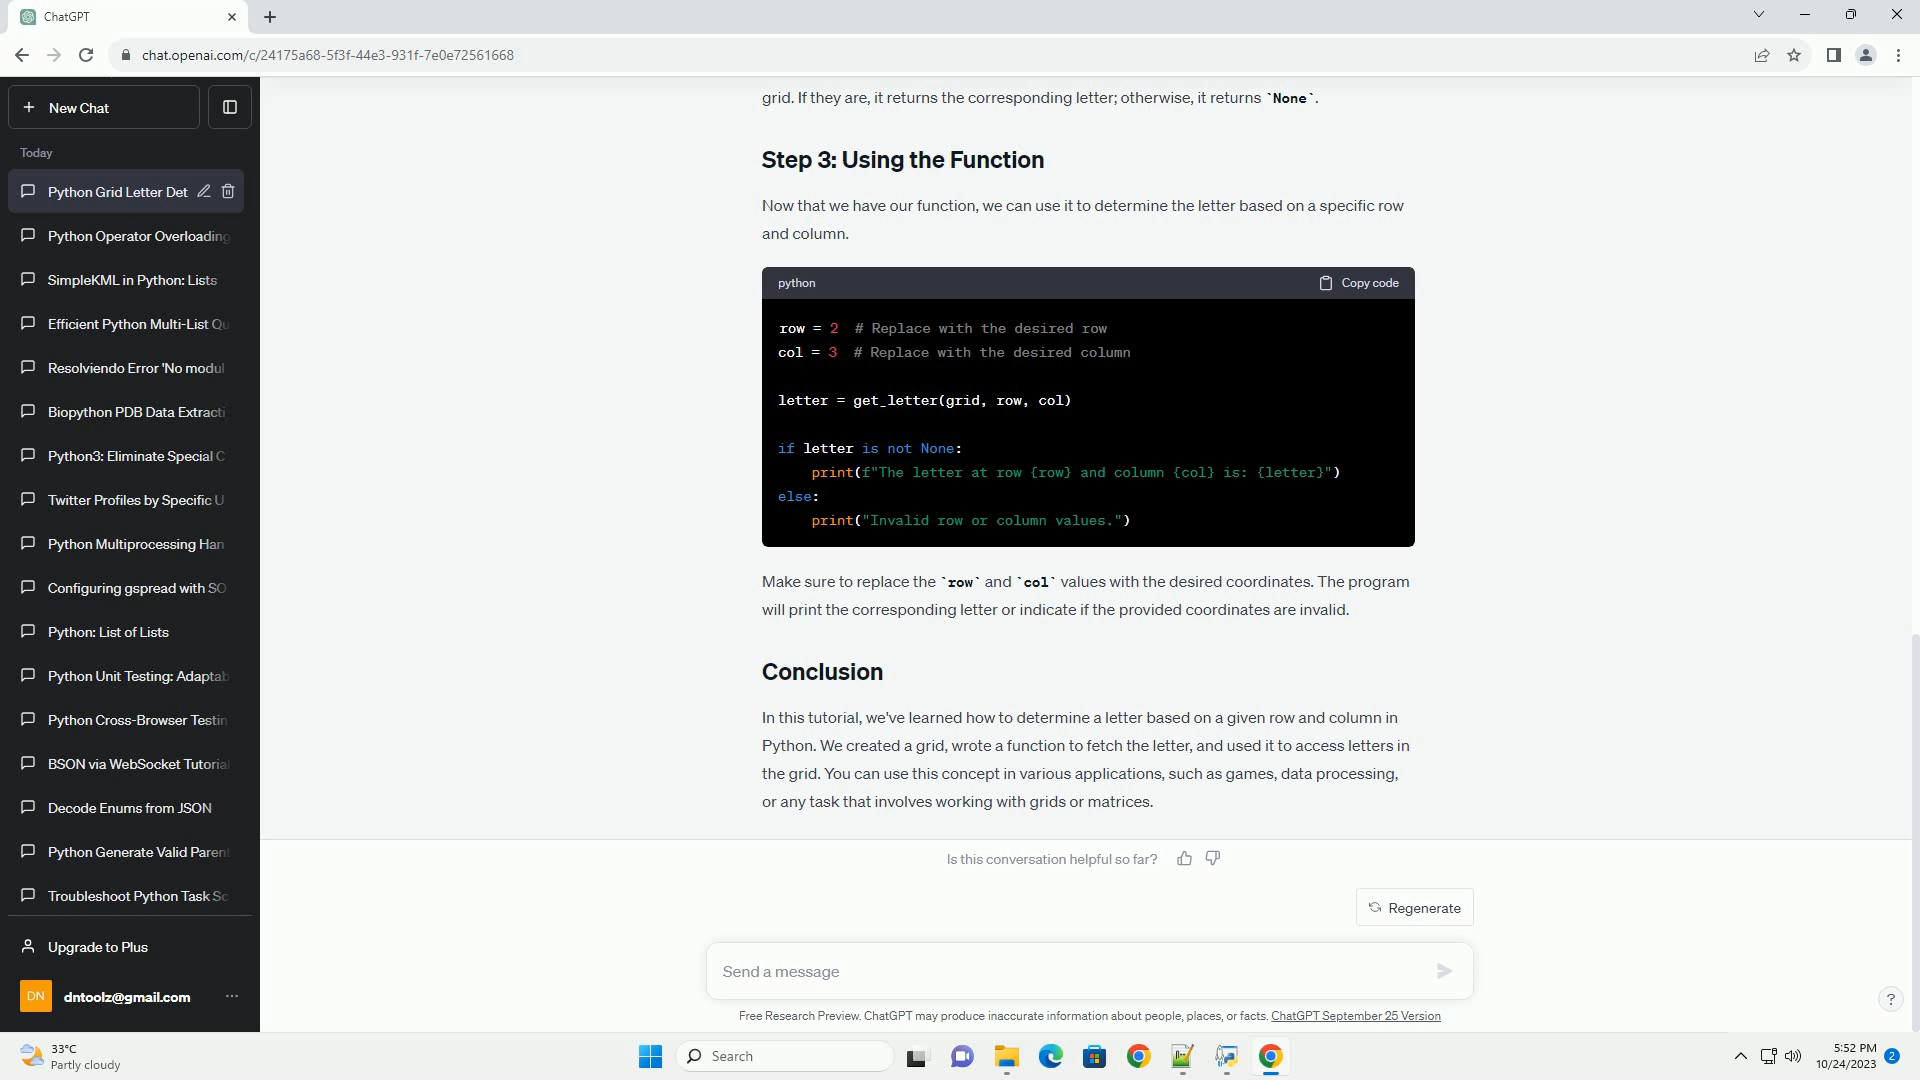 ChatGPT
chat.openai.com/c/24175a68-5f3f-44e3-931f-7e0e72561668
New Chat
Today
Python Grid Letter Det
Python Operator Overloading
SimpleKML in Python: Lists
Efficient Python Multi-List Qu
Resolviendo Error 'No modul
Biopython PDB Data Extracti
Python3: Eliminate Special C
Twitter Profiles by Specific U
Python Multiprocessing Han
Configuring gspread with SO
Python: List of Lists
Python Unit Testing: Adaptab
Python Cross-Browser Testin
BSON via WebSocket Tutorial
Decode Enums from JSON
Python Generate Valid Paren
Troubleshoot Python Task Sc
Upgrade to Plus
DN dntoolz@gmail.com
grid. If they are, it returns the corresponding letter; otherwise, it returns `None`.
Step 3: Using the Function
Now that we have our function, we can use it to determine the letter based on a specific row
and column.
python Copy code
row = 2  # Replace with the desired row
col = 3  # Replace with the desired column
letter = get_letter(grid, row, col)
if letter is not None:
    print(f"The letter at row {row} and column {col} is: {letter}")
else:
    print("Invalid row or column values.")
Make sure to replace the `row` and `col` values with the desired coordinates. The program
will print the corresponding letter or indicate if the provided coordinates are invalid.
Conclusion
In this tutorial, we've learned how to determine a letter based on a given row and column in
Python. We created a grid, wrote a function to fetch the letter, and used it to access letters in
the grid. You can use this concept in various applications, such as games, data processing,
or any task that involves working with grids or matrices.
Is this conversation helpful so far?
Regenerate
Send a message
?
Free Research Preview. ChatGPT may produce inaccurate information about people, places, or facts. ChatGPT September 25 Version
33°C
Partly cloudy
Search
5:52 PM
10/24/2023
2